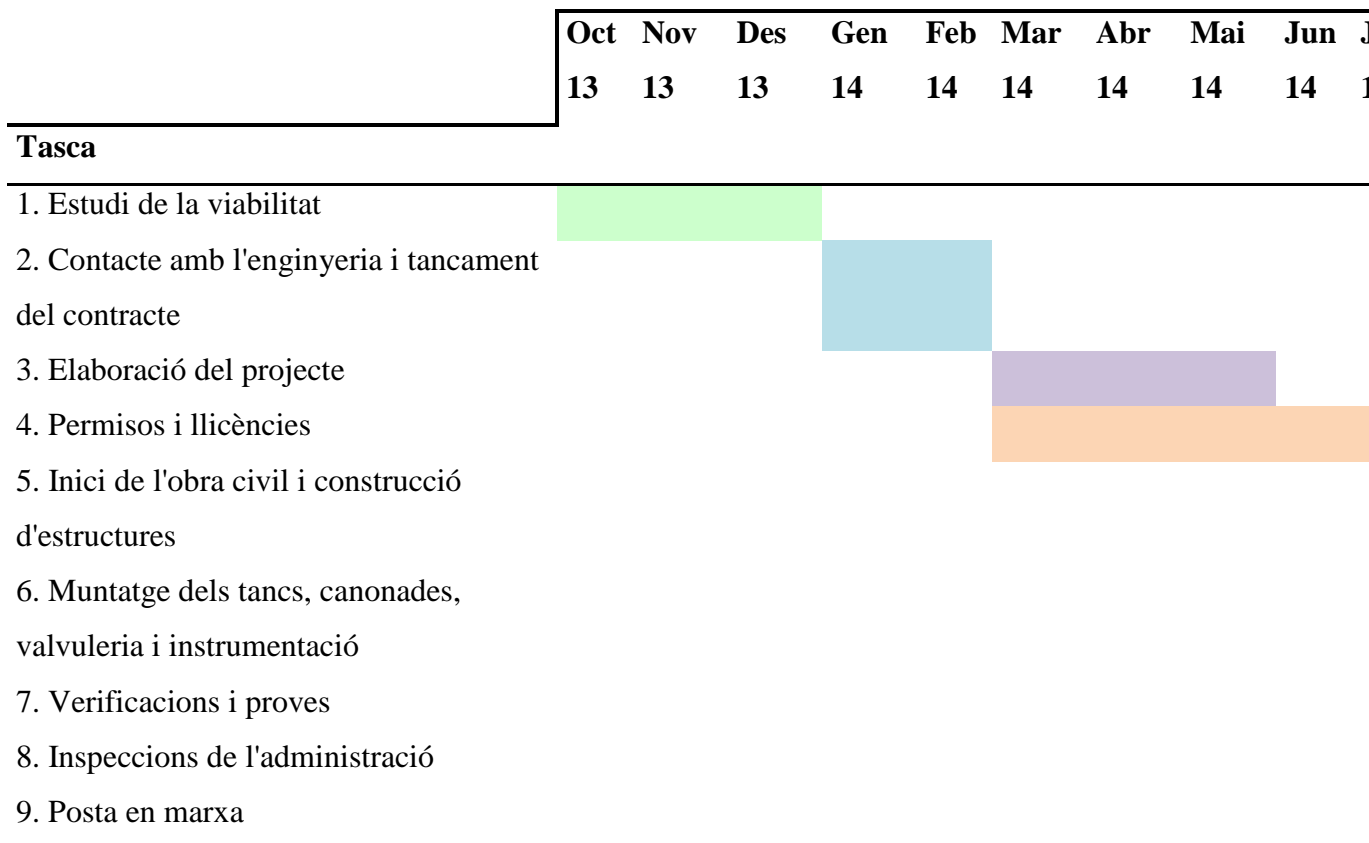 Oct Nov Des Gen Feb Mar Abr Mai Jun
13 13 13 14 14 14 14 14 14
Tasca
1. Estudi de la viabilitat
2. Contacte amb l'enginyeria i tancament
del contracte
3. Elaboració del projecte
4. Permisos i llicències
5. Inici de l'obra civil i construcció
d'estructures
6. Muntatge dels tancs, canonades,
valvuleria i instrumentació
7. Verificacions i proves
8. Inspeccions de l'administració
9. Posta en marxa